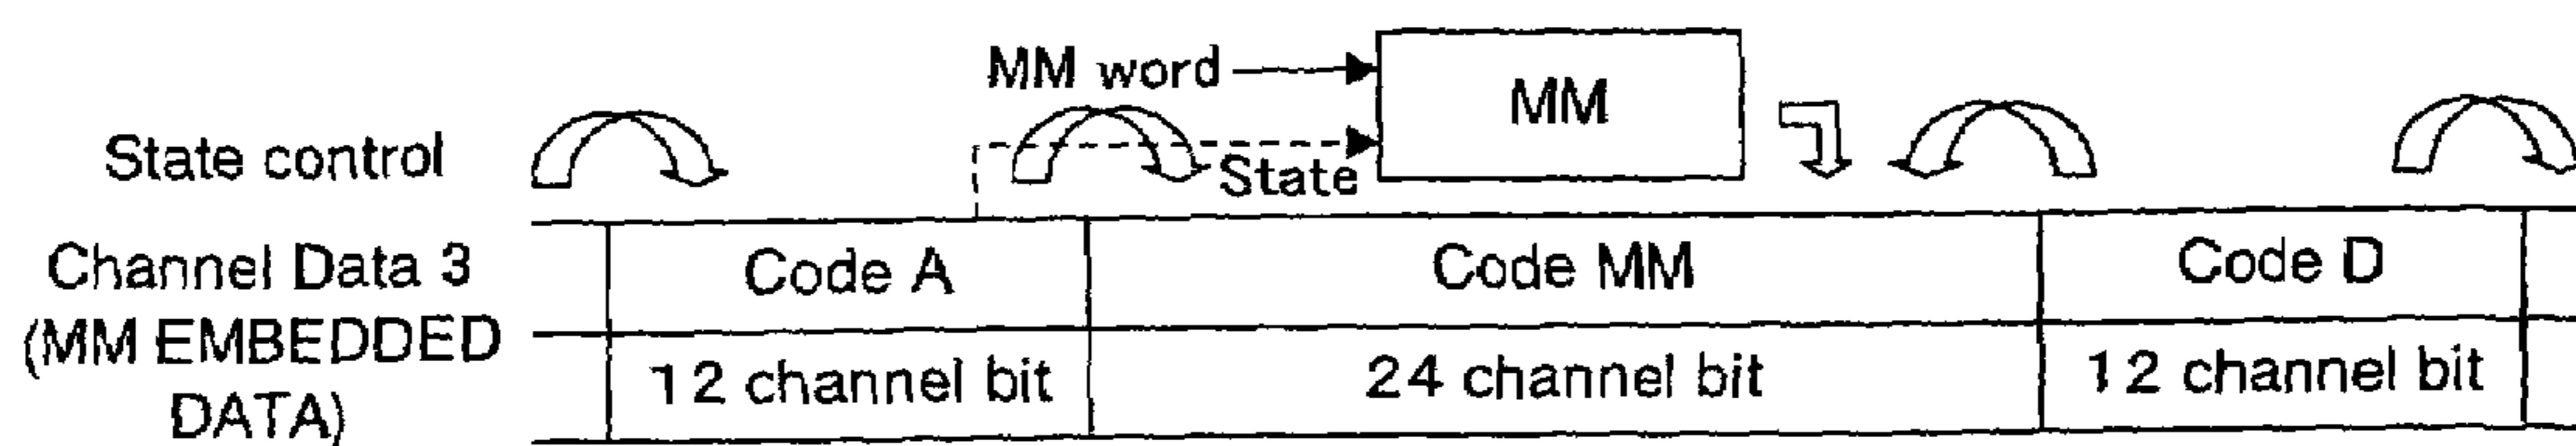 MM word
MM
State control
State
Channel Data 3
(MM EMBEDDED
DATA)
Code A
Code MM
Code D
12 channel bit
24 channel bit
12 channel bit